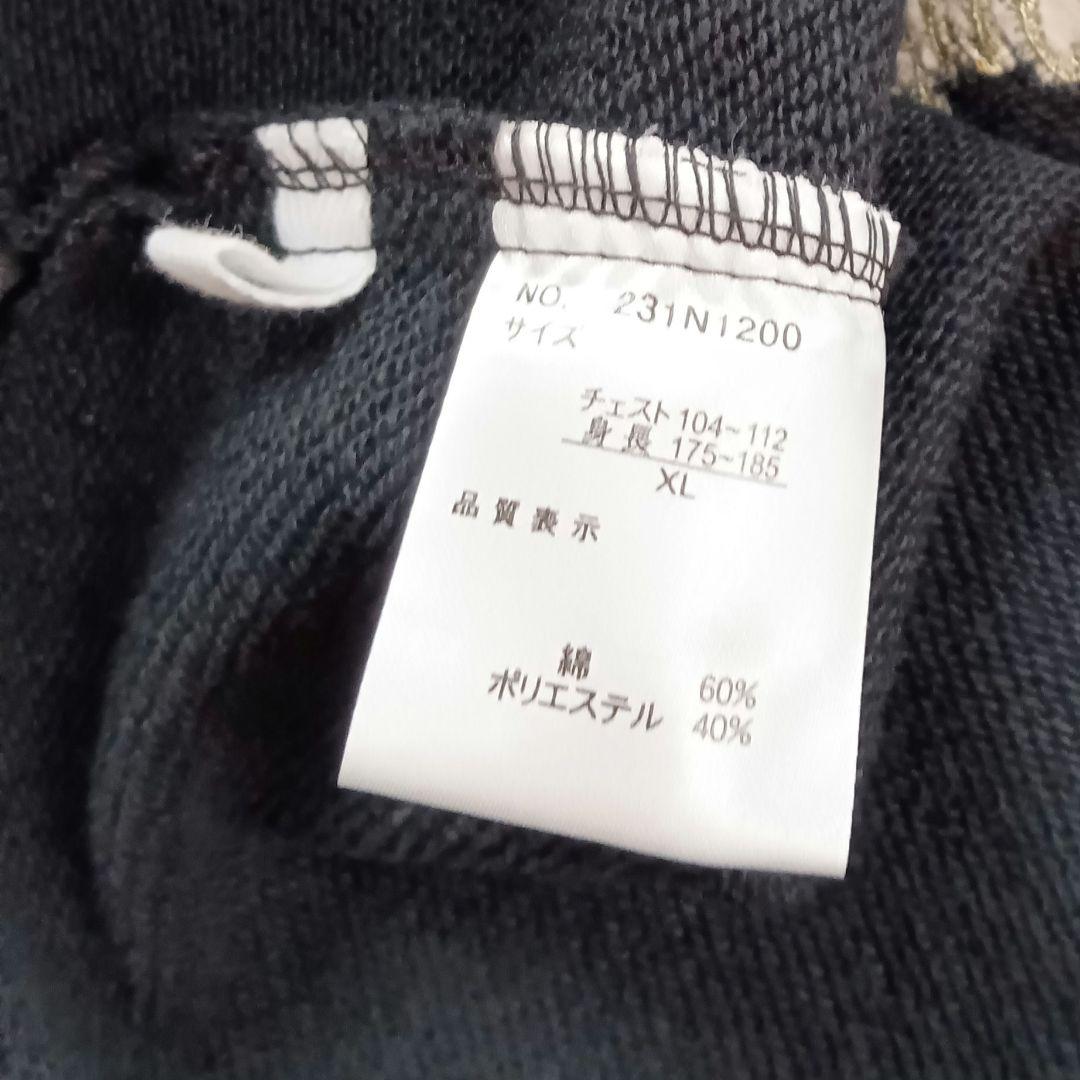 NO. 231N1200
サイズ
チェスト 104~112
身長 175~185
XL
品質表示
綿 60%
ポリエステル 40%